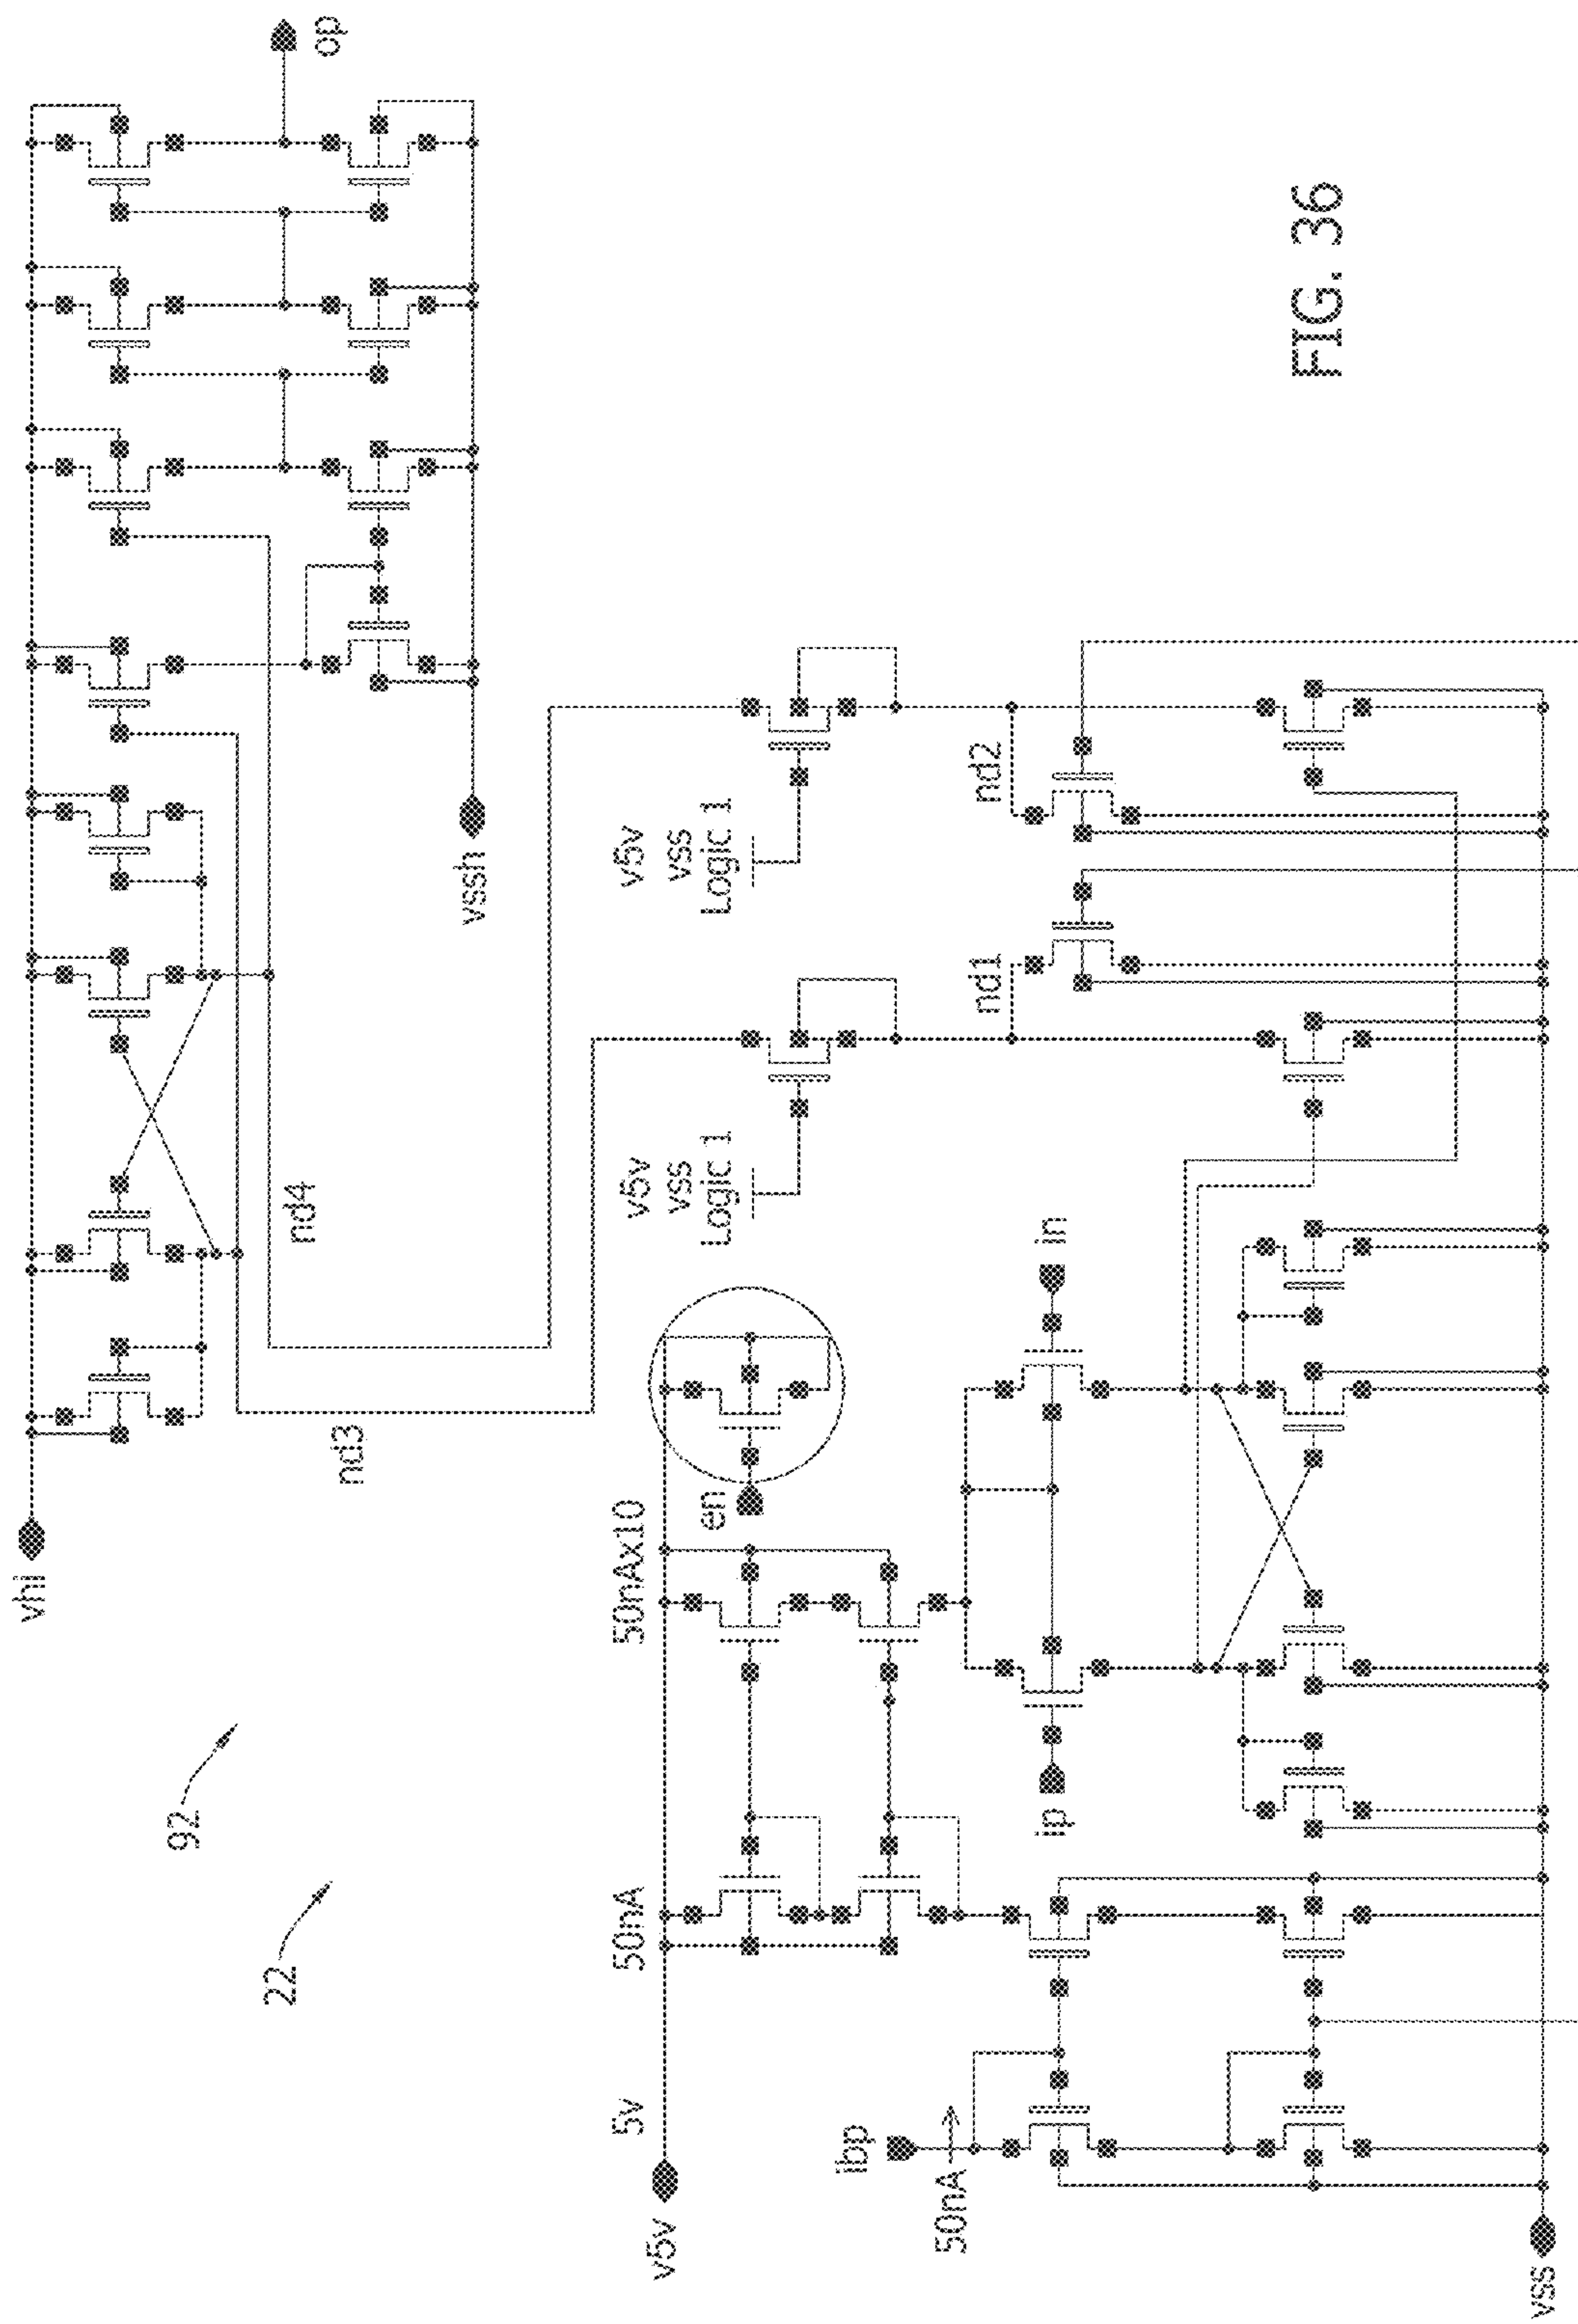 vhi
op
nd4
nd3
vssh
92
22
v5v
5v
50nA
50nAx10
en
v5v
vss
Logic 1
v5v
vss
Logic 1
ibp
50nA
ip
in
nd1
nd2
vss
FIG. 36